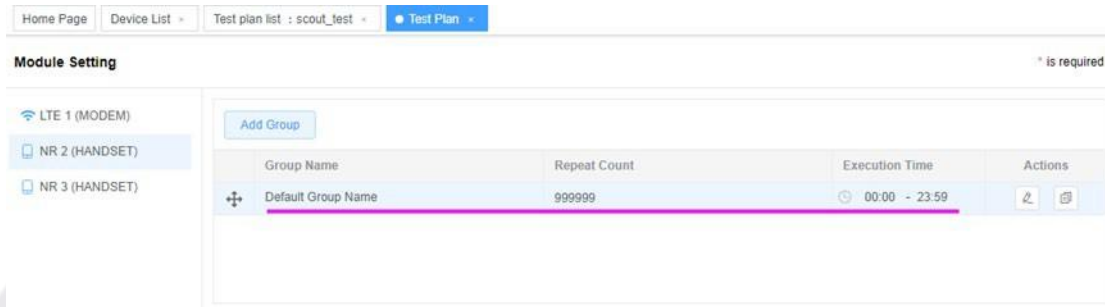 Home Page Device List × Test plan list : scout_test × Test Plan ×
Module Setting * is required
LTE 1 (MODEM)
NR 2 (HANDSET)
NR 3 (HANDSET)
Add Group
Group Name Repeat Count Execution Time Actions
Default Group Name 999999 00:00 - 23:59